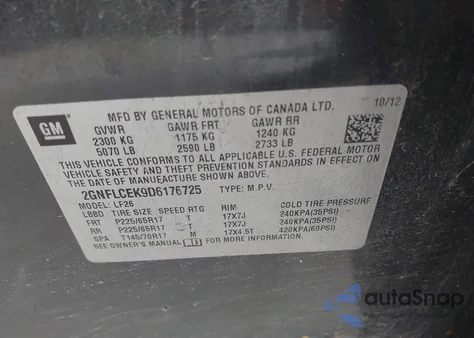 GM
MFD BY GENERAL MOTORS OF CANADA LTD.
10/12
GVWR GAWR FRT GAWR RR
2300 KG 1175 KG 1240 KG
5070 LB 2590 LB 2733 LB
THIS VEHICLE CONFORMS TO ALL APPLICABLE U.S. FEDERAL MOTOR
VEHICLE SAFETY AND THEFT PREVENTION STANDARDS IN EFFECT ON
THE DATE OF MANUFACTURE SHOWN ABOVE.
2GNFLCEK9D6176725 TYPE: M.P.V.
MODEL: LF26
LBBD TIRE SIZE SPEED RTG RIM COLD TIRE PRESSURE
FRT P225/65R17 T 17X7J 240KPA(35PSI)
RR P225/65R17 T 17X7J 240KPA(35PSI)
SPA T145/70R17 M 17X4.5T 420KPA(60PSI)
SEE OWNER'S MANUAL FOR MORE INFORMATION.
autoSnap